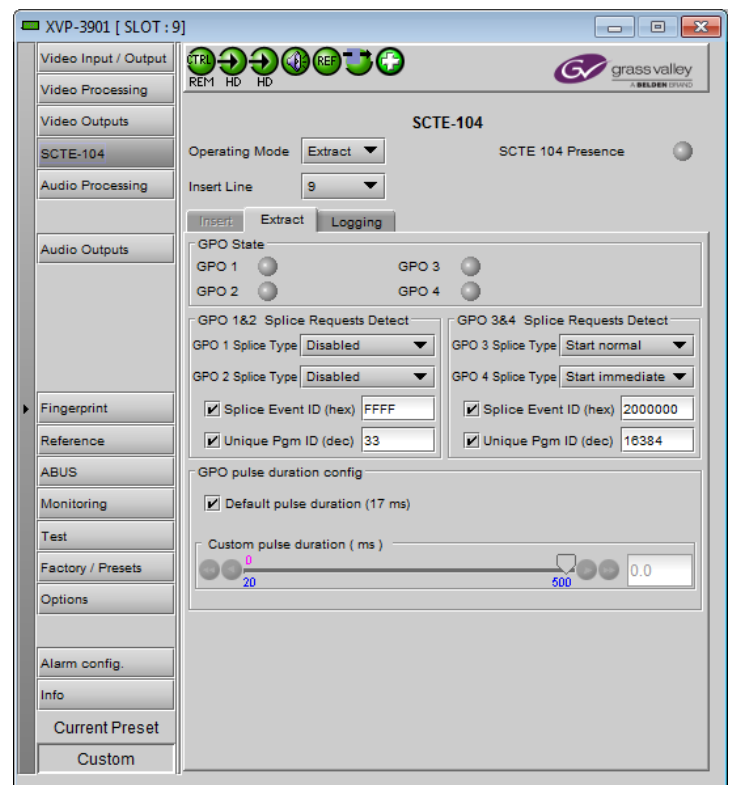 XVP-3901 [ SLOT : 9]
Video Input / Output
Video Processing
Video Outputs
SCTE-104
Audio Processing
Audio Outputs
Fingerprint
Reference
ABUS
Monitoring
Test
Factory / Presets
Options
Alarm config.
Info
Current Preset
Custom
CTRL REF
REM HD HD
grass valley
A BELDEN BRAND
SCTE-104
Operating Mode Extract SCTE 104 Presence
Insert Line 9
Insert Extract Logging
GPO State
GPO 1 GPO 3
GPO 2 GPO 4
GPO 1&2 Splice Requests Detect
GPO 1 Splice Type Disabled
GPO 2 Splice Type Disabled
Splice Event ID (hex) FFFF
Unique Pgm ID (dec) 33
GPO 3&4 Splice Requests Detect
GPO 3 Splice Type Start normal
GPO 4 Splice Type Start immediate
Splice Event ID (hex) 2000000
Unique Pgm ID (dec) 16384
GPO pulse duration config
Default pulse duration (17 ms)
Custom pulse duration ( ms )
0
20 500
0.0